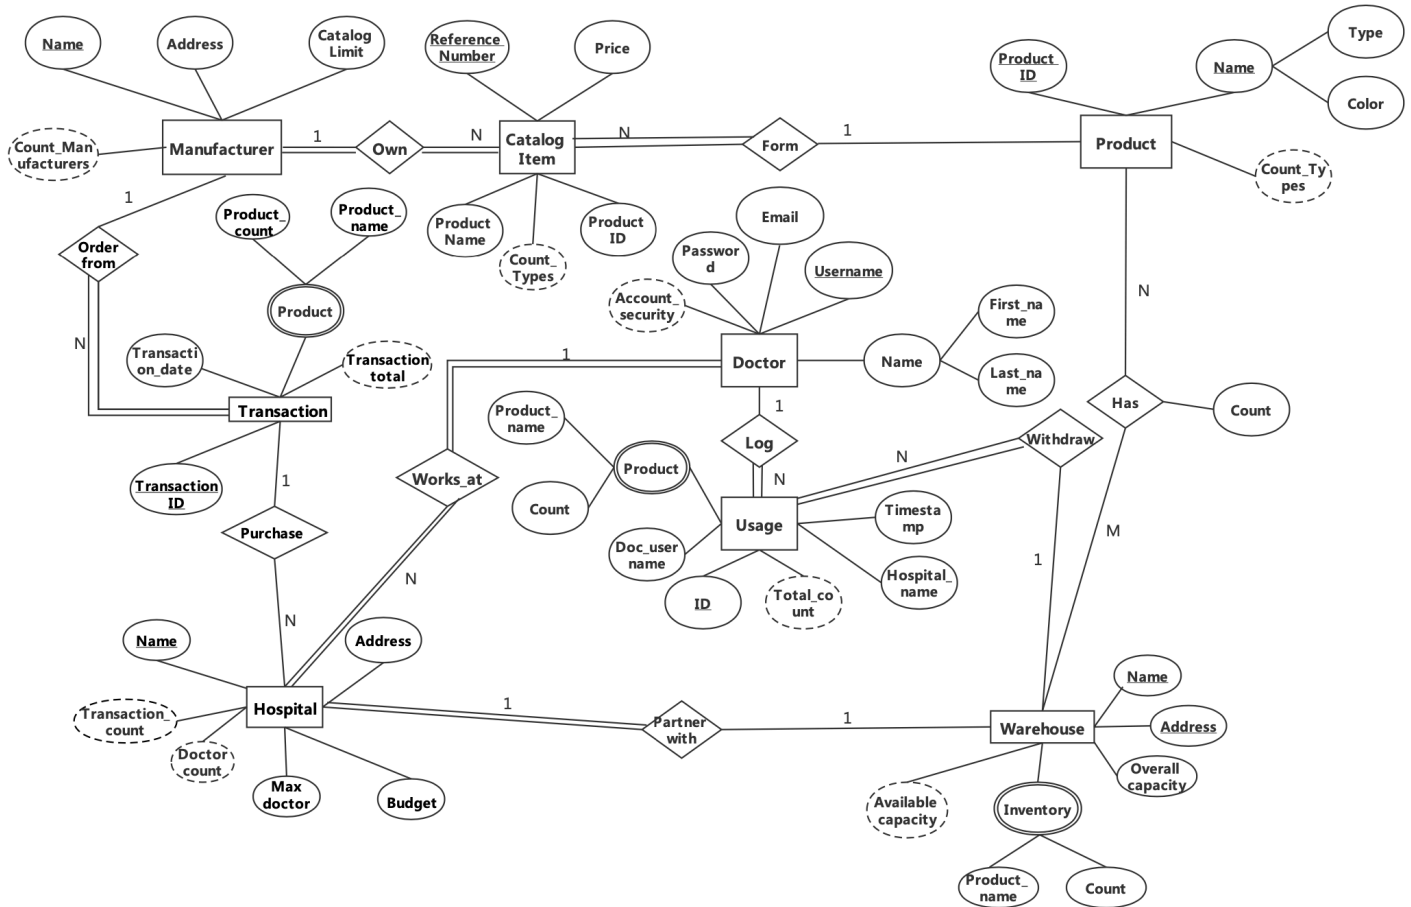 Name
Address
Catalog
Limit
Reference
Number
Price
Product
ID
Name
Type
Color
Count_Man
ufacturers
Manufacturer
1
Own
N
Catalog
Item
N
Form
1
Product
Count_Ty
pes
1
Product_
count
Product_
name
Product
Name
Count_
Types
Product
ID
Order
from
Product
N
Transacti
on_date
Transaction
total
Transaction
Transaction
ID
1
Purchase
N
Email
Passwor
d
Username
Account_
security
Doctor
Name
First_na
me
Last_na
me
1
Works_at
N
1
Log
N
Product_
name
Product
Count
Doc_user
name
Usage
ID
Total_co
unt
Timesta
mp
Hospital_
name
N
Withdraw
1
N
Has
Count
M
Name
Address
Transaction_
count
Hospital
Doctor
count
Max
doctor
Budget
1
Partner
with
1
Warehouse
Name
Address
Overall
capacity
Available
capacity
Inventory
Product_
name
Count